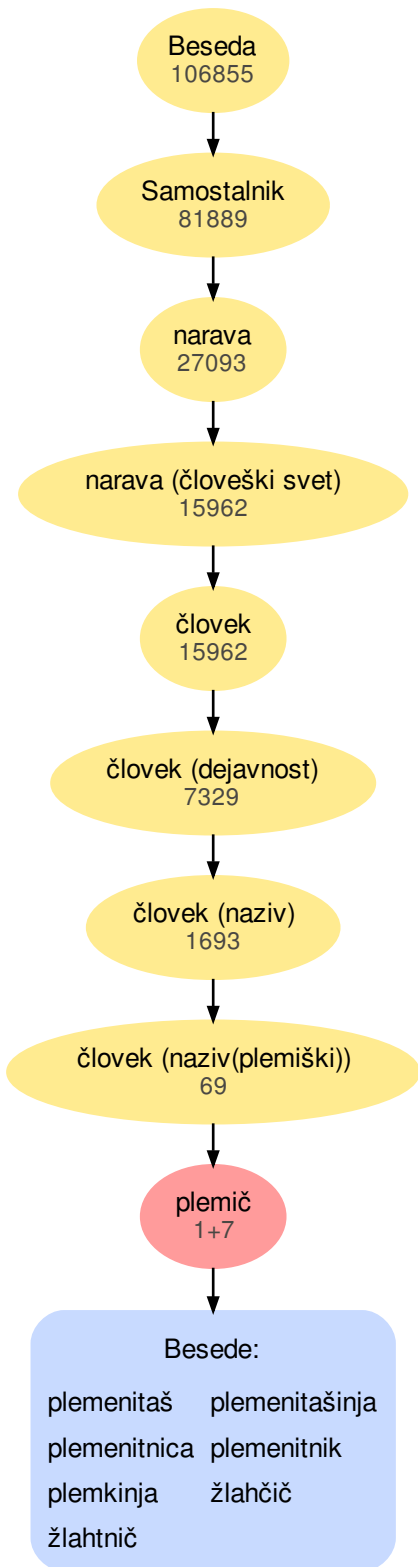 Beseda
106855
Samostalnik
81889
narava
27093
narava (človeški svet)
15962
človek
15962
človek (dejavnost)
7329
človek (naziv)
1693
človek (naziv(plemiški))
69
plemič
1+7
Besede:
plemenitaš plemenitašinja
plemenitnica plemenitnik
plemkinja žlahčič
žlahtnič